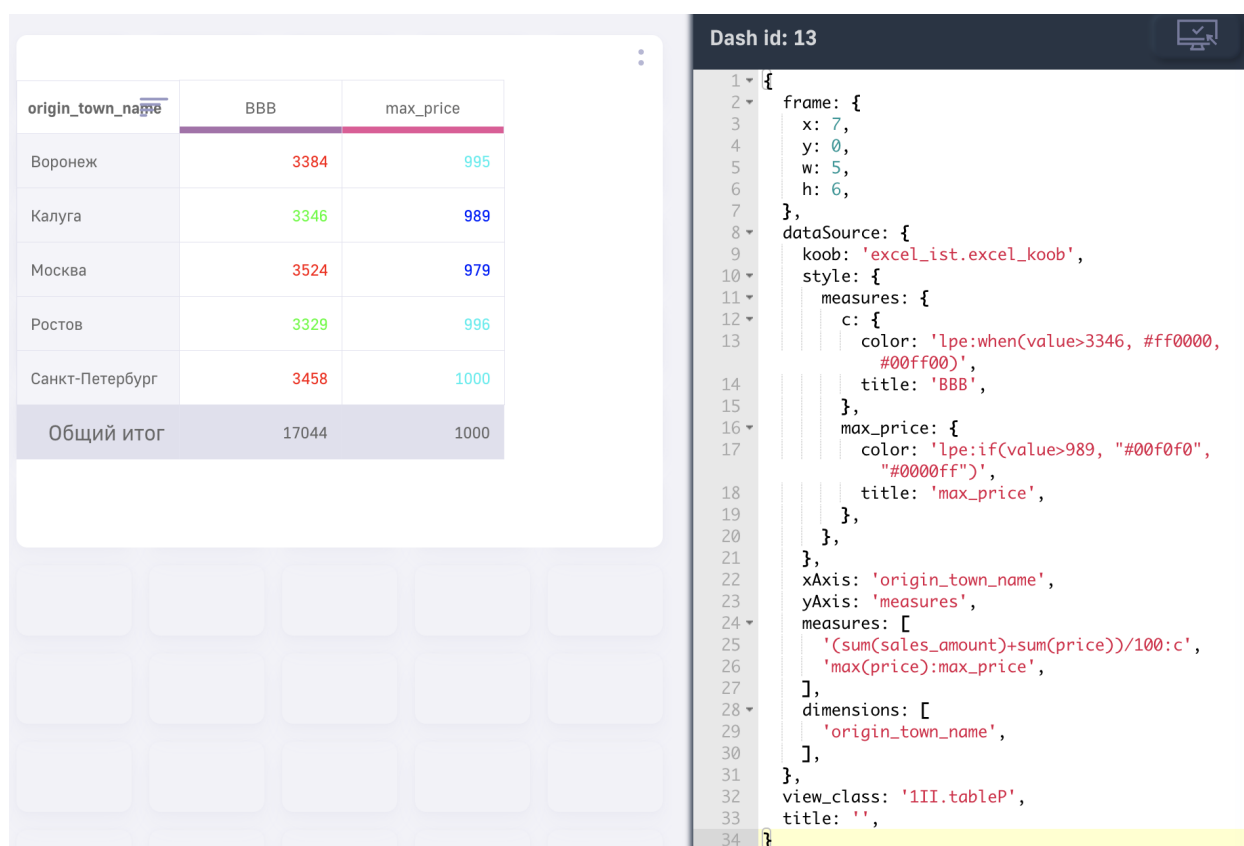 origin_town_name BBB max_price
Воронеж 3384 995
Калуга 3346 989
Москва 3524 979
Ростов 3329 996
Санкт-Петербург 3458 1000
Общий итог 17044 1000
Dash id: 13
1 {
2 frame: {
3 x: 7,
4 y: 0,
5 w: 5,
6 h: 6,
7 },
8 dataSource: {
9 koob: 'excel_ist.excel_koob',
10 style: {
11 measures: {
12 c: {
13 color: 'lpe:when(value>3346, #ff0000,
#00ff00)',
14 title: 'BBB',
15 },
16 max_price: {
17 color: 'lpe:if(value>989, "#00f0f0",
"#0000ff")',
18 title: 'max_price',
19 },
20 },
21 },
22 xAxis: 'origin_town_name',
23 yAxis: 'measures',
24 measures: [
25 '(sum(sales_amount)+sum(price))/100:c',
26 'max(price):max_price',
27 ],
28 dimensions: [
29 'origin_town_name',
30 ],
31 },
32 view_class: '1II.tableP',
33 title: '',
34 }